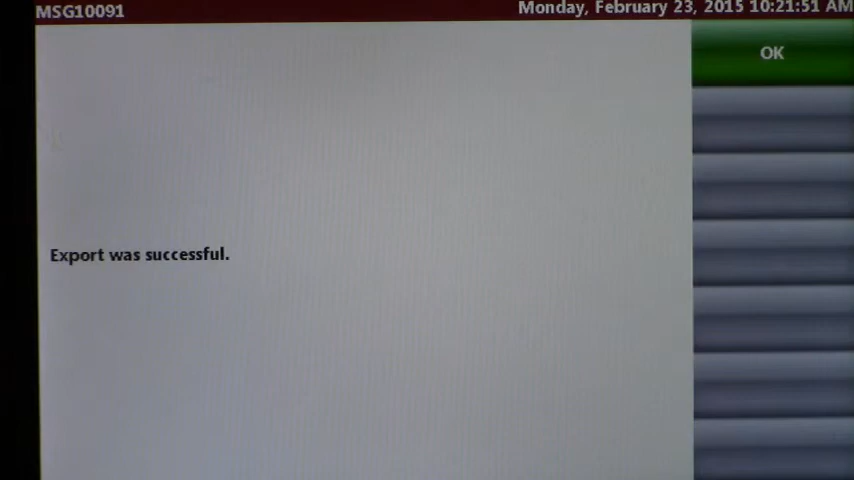 MSG10091
Monday, February 23, 2015 10:21:51 AM
OK
Export was successful.